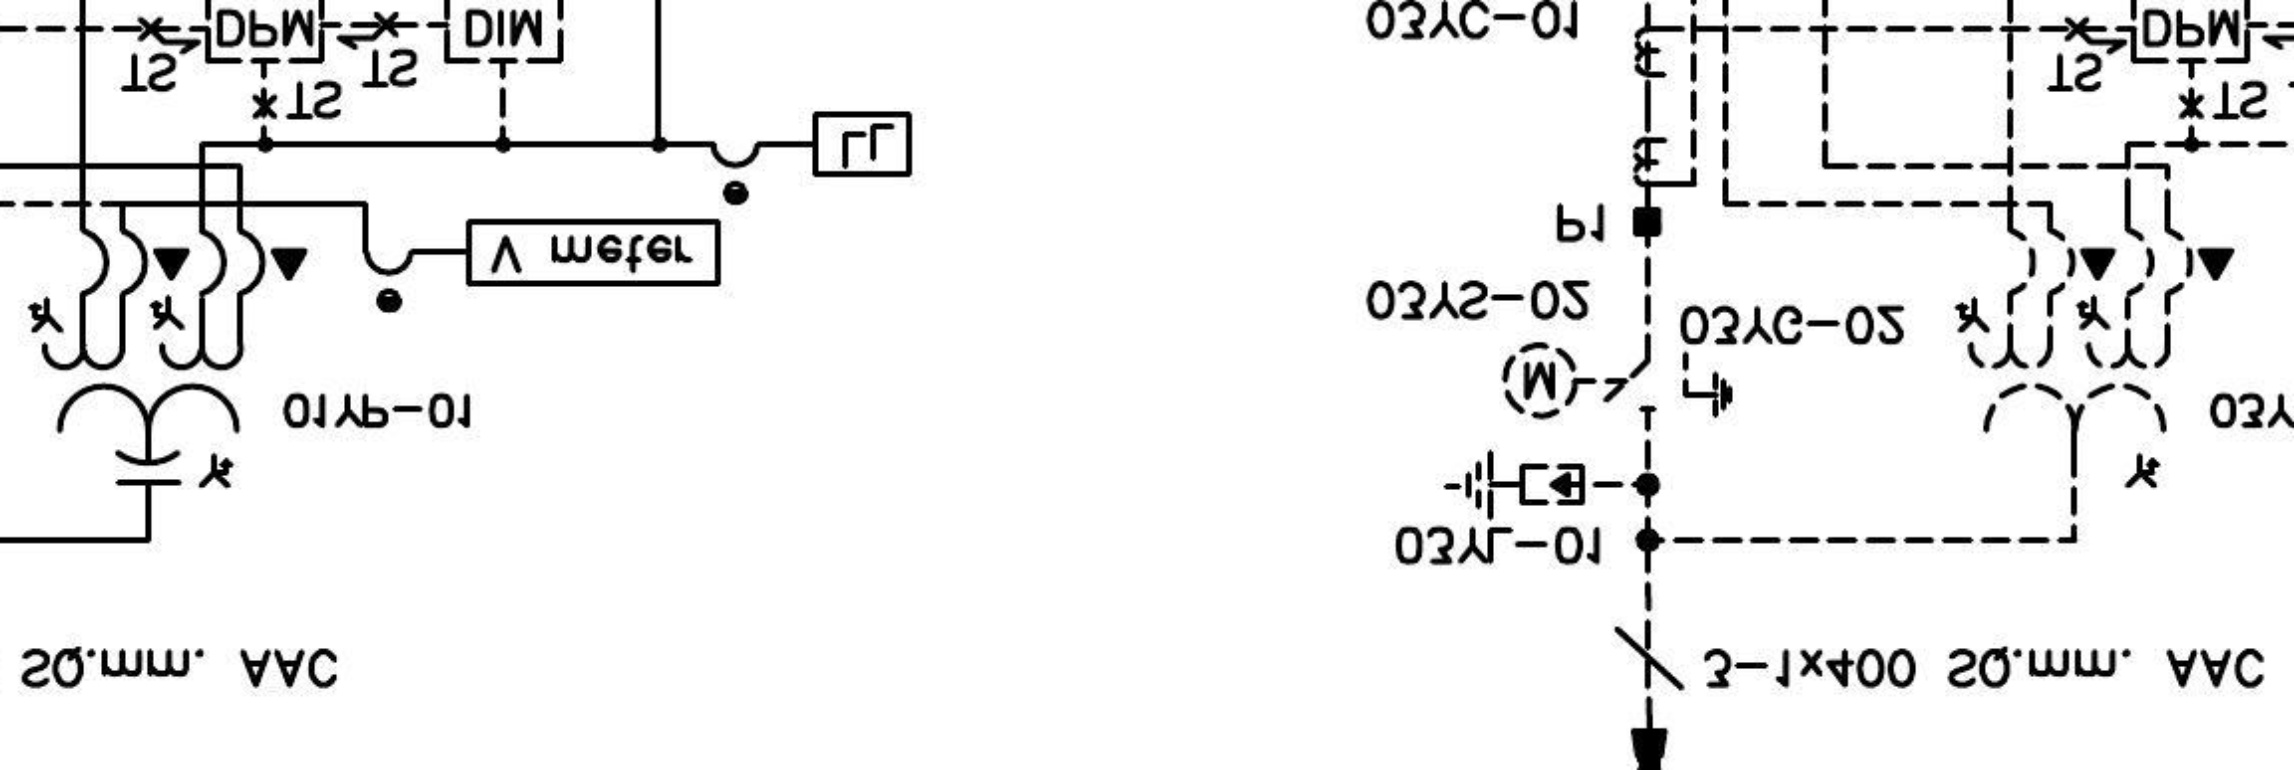 DPM
DIM
03YC-01
DPM
TS
TS
TS
TS
TS
LL
P1
V meter
03YS-02
03YG-02
M
01YP-01
03Y
03YL-01
SQ.mm. AAC
3-1x400 SQ.mm. AAC